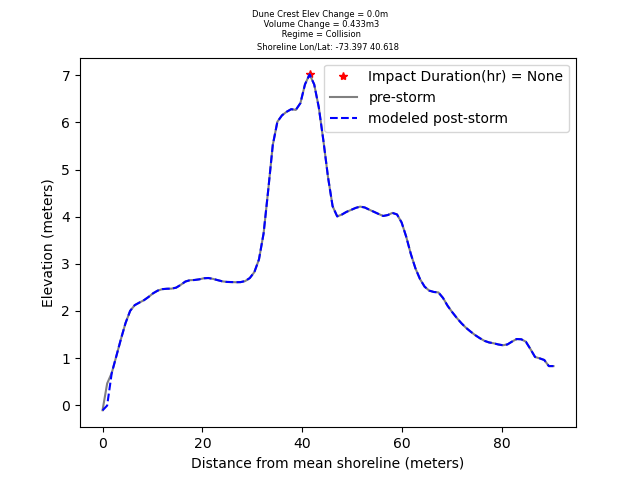 Dune Crest Elev Change = 0.0m
Volume Change = 0.433m3
Regime = Collision
Shoreline Lon/Lat: -73.397 40.618
Impact Duration(hr) = None
pre-storm
modeled post-storm
Elevation (meters)
7
6
5
4
3
2
1
0
0 20 40 60 80
Distance from mean shoreline (meters)